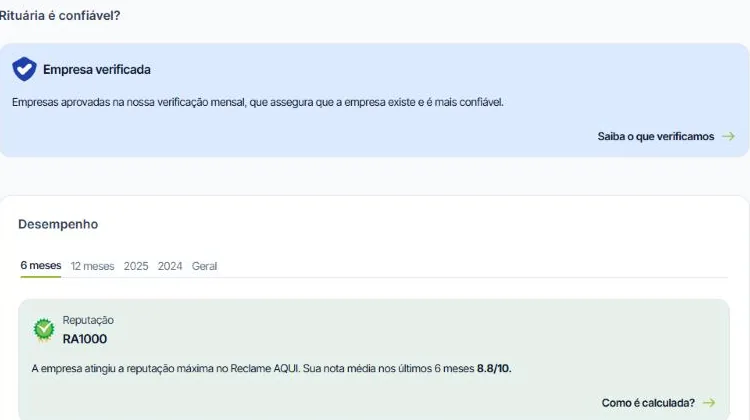 Rituária é confiável?
Empresa verificada
Empresas aprovadas na nossa verificação mensal, que assegura que a empresa existe e é mais confiável.
Saiba o que verificamos →
Desempenho
6 meses 12 meses 2025 2024 Geral
Reputação
RA1000
A empresa atingiu a reputação máxima no Reclame AQUI. Sua nota média nos últimos 6 meses 8.8/10.
Como é calculada? →